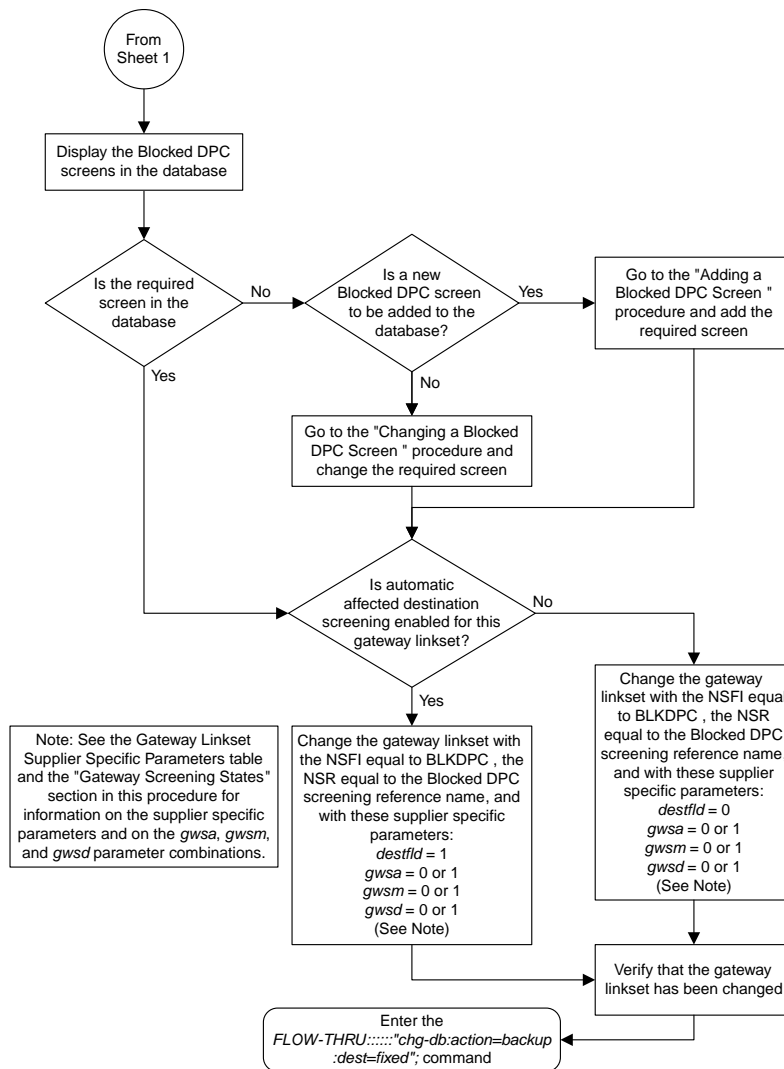 From
Sheet 1
Display the Blocked DPC
screens in the database
Is the required
screen in the
database
No
Yes
Is a new
Blocked DPC screen
to be added to the
database?
Yes
No
Go to the "Adding a
Blocked DPC Screen "
procedure and add the
required screen
Go to the "Changing a Blocked
DPC Screen " procedure and
change the required screen
Is automatic
affected destination
screening enabled for this
gateway linkset?
No
Yes
Note: See the Gateway Linkset
Supplier Specific Parameters table
and the "Gateway Screening States"
section in this procedure for
information on the supplier specific
parameters and on the gwsa, gwsm,
and gwsd parameter combinations.
Change the gateway linkset with
the NSFI equal to BLKDPC , the
NSR equal to the Blocked DPC
screening reference name, and
with these supplier specific
parameters:
destfld = 1
gwsa = 0 or 1
gwsm = 0 or 1
gwsd = 0 or 1
(See Note)
Change the gateway
linkset with the NSFI equal
to BLKDPC , the NSR
equal to the Blocked DPC
screening reference name
and with these supplier
specific parameters:
destfld = 0
gwsa = 0 or 1
gwsm = 0 or 1
gwsd = 0 or 1
(See Note)
Verify that the gateway
linkset has been changed
Enter the
FLOW-THRU::::::"chg-db:action=backup
:dest=fixed"; command